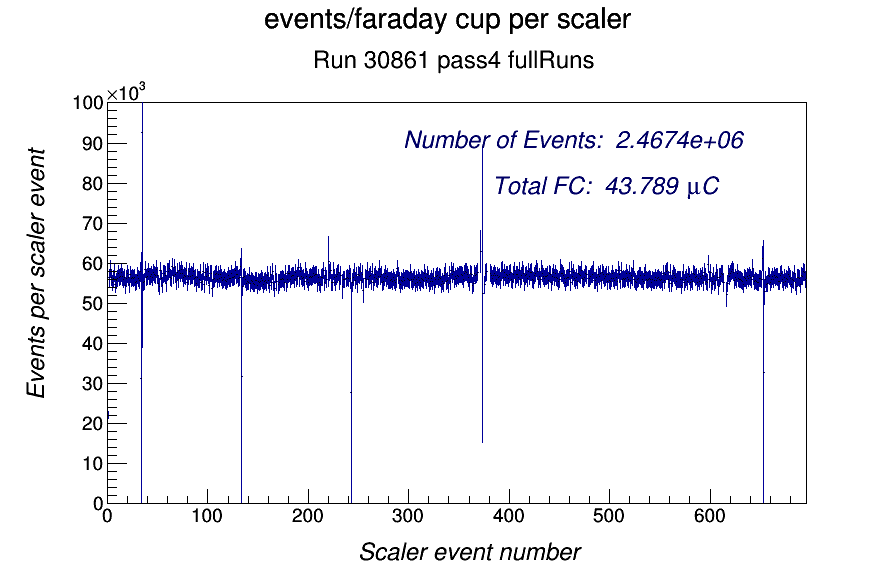 events/faraday cup per scaler
Run 30861 pass4 fullRuns
×10³
100
90
80
70
60
50
40
30
20
10
0
Events per scaler event
Number of Events: 2.4674e+06
Total FC: 43.789 μC
0 100 200 300 400 500 600
Scaler event number